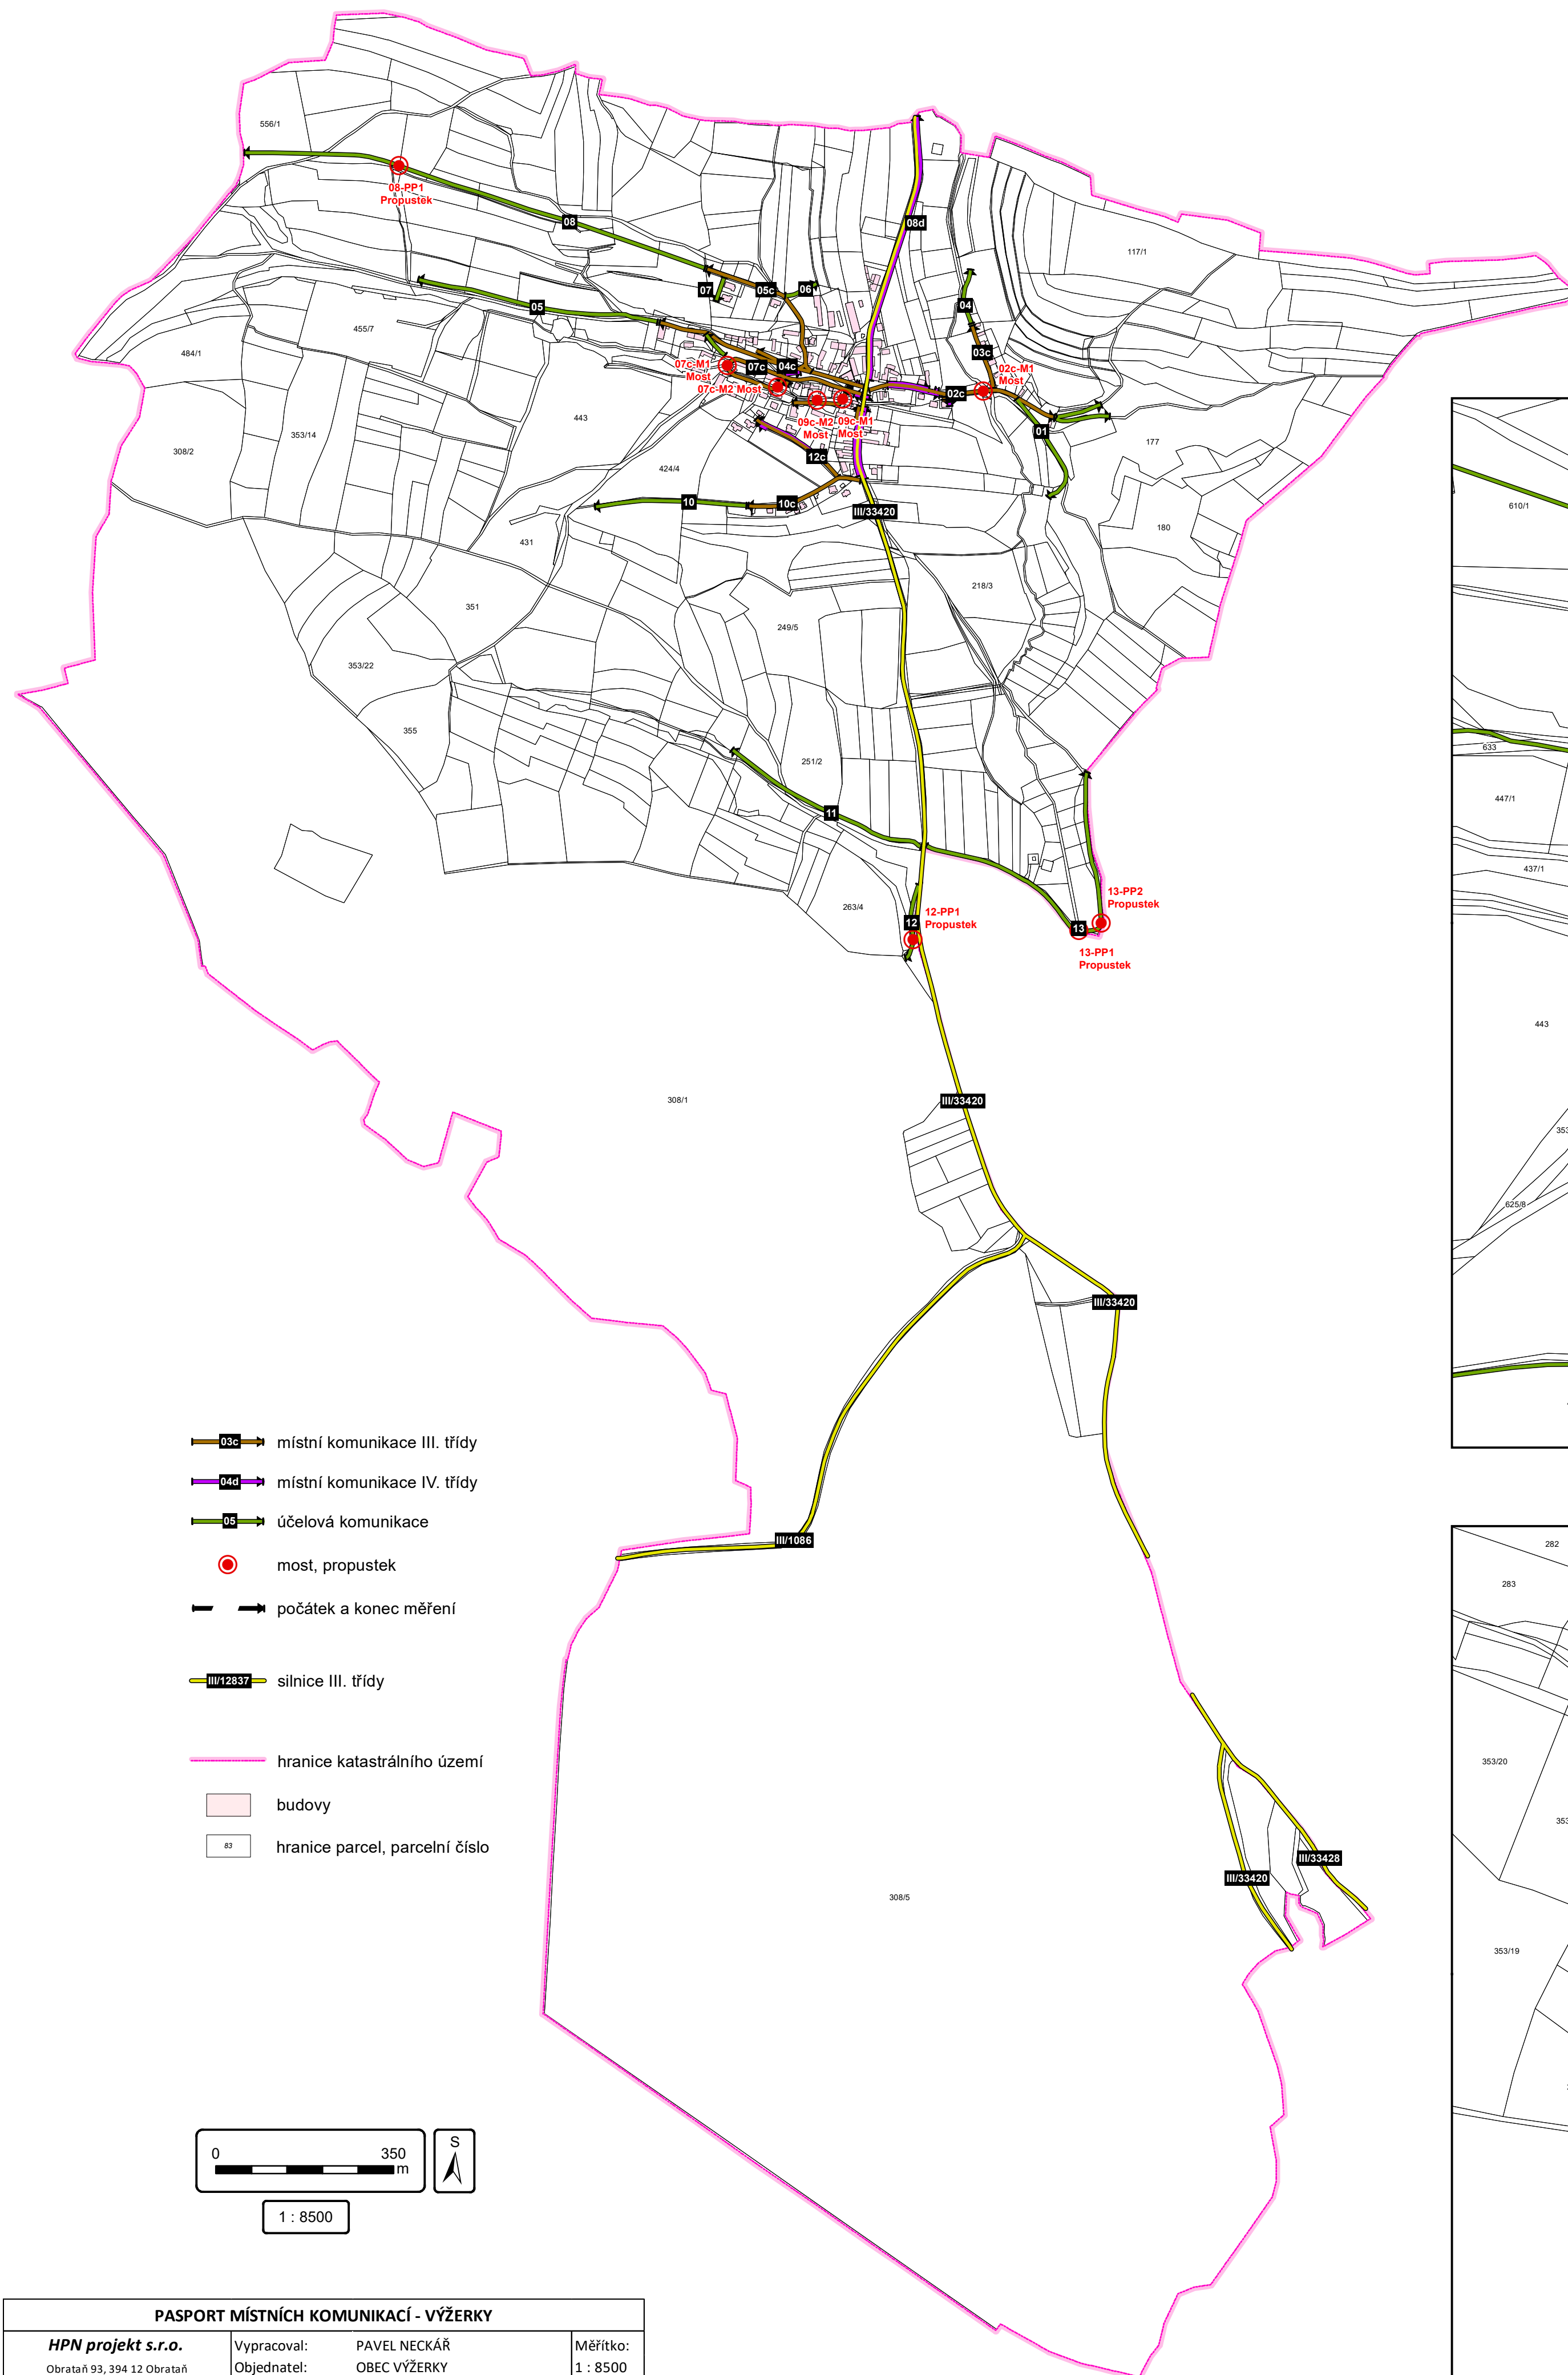 556/1
08-PP1
Propustek
08
08d
117/1
07
05c
06
05
04
455/7
484/1
03c
07c-M1
Most
07c
04c
02c-M1
Most
07c-M2 Most
02c
443
09c-M2
Most
09c-M1
Most
01
353/14
308/2
177
12c
424/4
10
10c
III/33420
610/1
180
431
218/3
351
249/5
353/22
355
251/2
633
447/1
11
437/1
13-PP2
Propustek
263/4
12
12-PP1
Propustek
13
13-PP1
Propustek
443
308/1
III/33420
625/8
III/33420
03c
místní komunikace III. třídy
04d
místní komunikace IV. třídy
05
účelová komunikace
III/1086
282
most, propustek
283
počátek a konec měření
III/12837
silnice III. třídy
hranice katastrálního území
353/20
budovy
83
hranice parcel, parcelní číslo
III/33428
III/33420
308/5
353/19
0
350
m
S
1 : 8500
PASPORT MÍSTNÍCH KOMUNIKACÍ - VÝŽERKY
HPN projekt s.r.o.
Vypracoval:
PAVEL NECKÁŘ
Měřítko:
Obrataň 93, 394 12 Obrataň
Objednatel:
OBEC VÝŽERKY
1 : 8500